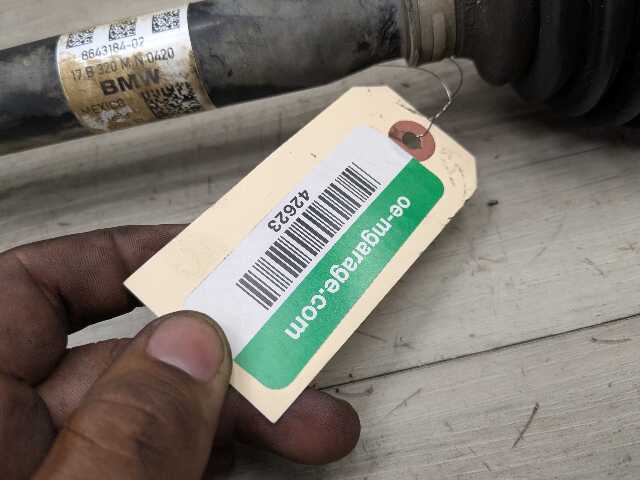 8643184-07
17.B 320 M N 0420
BMW
MEXICO
42623
oe-mgarage.com